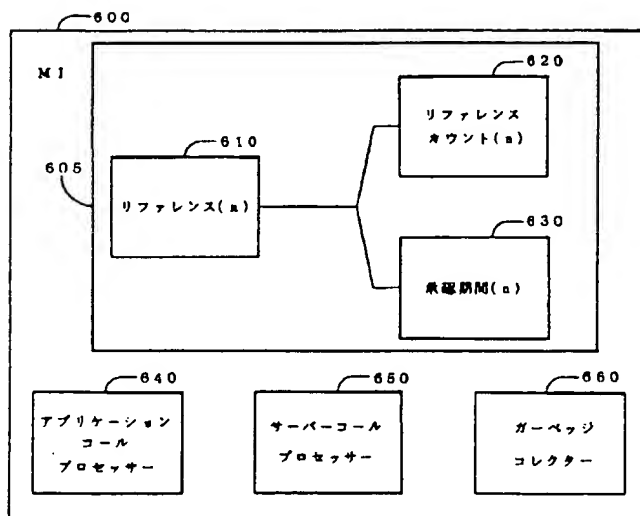 600
MI
620
リファレンス
カウント(n)
610
605
リファレンス(n)
630
承認期間(n)
640
650
660
アプリケーション
コール
プロセッサー
サーバーコール
プロセッサー
ガーベッジ
コレクター